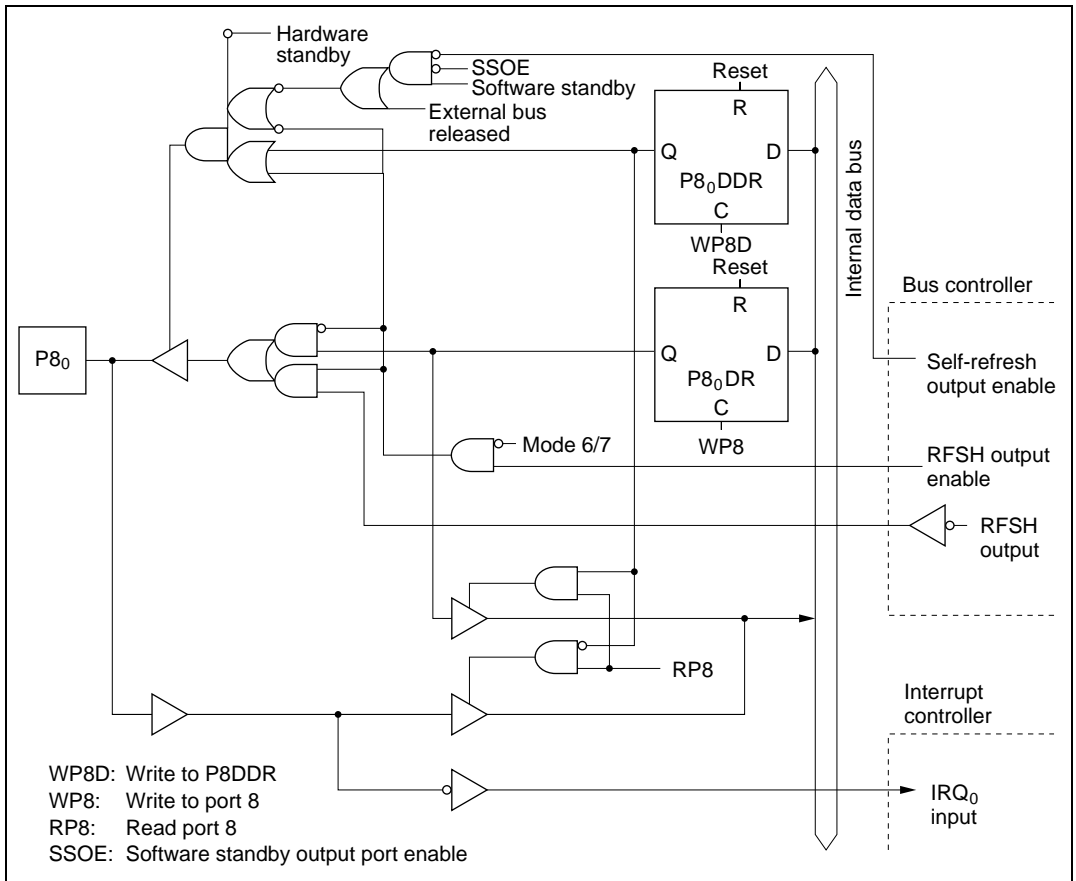 Hardware
standby
SSOE
Software standby
External bus
released
Reset
R
Q
D
P8₀DDR
C
WP8D
Reset
R
Q
D
P8₀DR
C
WP8
Internal data bus
Bus controller
Self-refresh
output enable
P8₀
Mode 6/7
RFSH output
enable
RFSH
output
RP8
Interrupt
controller
IRQ₀
input
WP8D: Write to P8DDR
WP8: Write to port 8
RP8: Read port 8
SSOE: Software standby output port enable